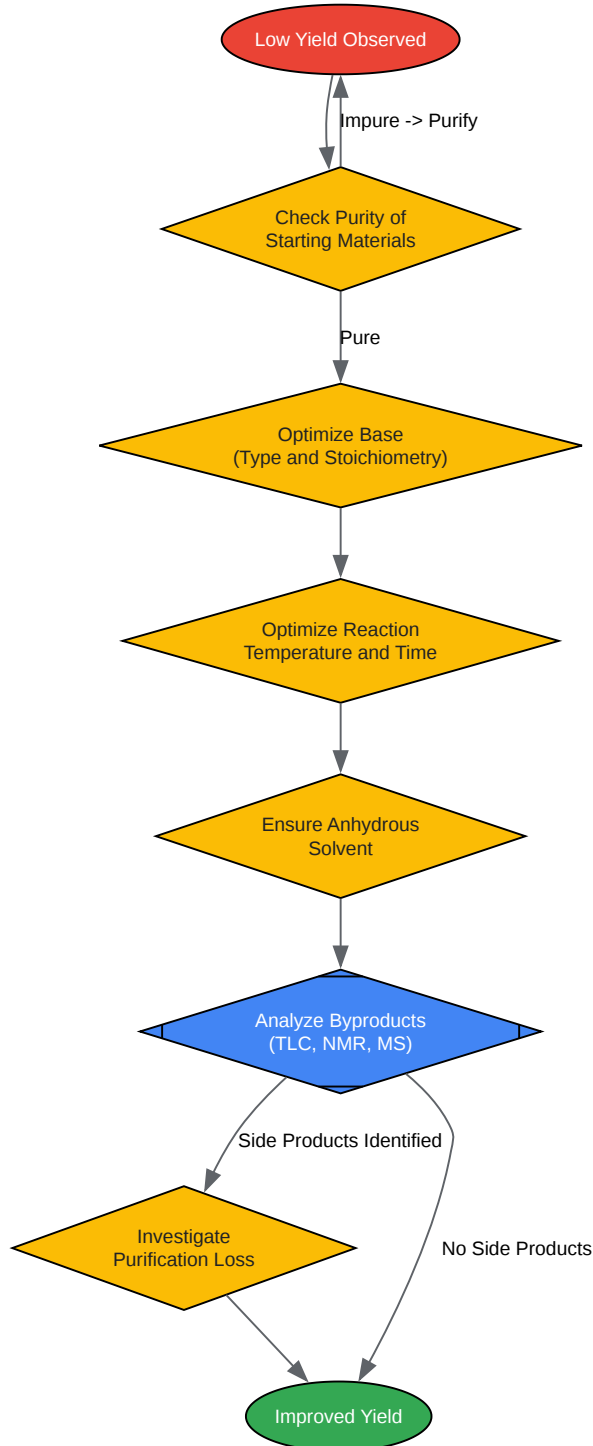 Low Yield Observed
Impure -> Purify
Check Purity of
Starting Materials
Pure
Optimize Base
(Type and Stoichiometry)
Optimize Reaction
Temperature and Time
Ensure Anhydrous
Solvent
Analyze Byproducts
(TLC, NMR, MS)
Side Products Identified
Investigate
Purification Loss
No Side Products
Improved Yield